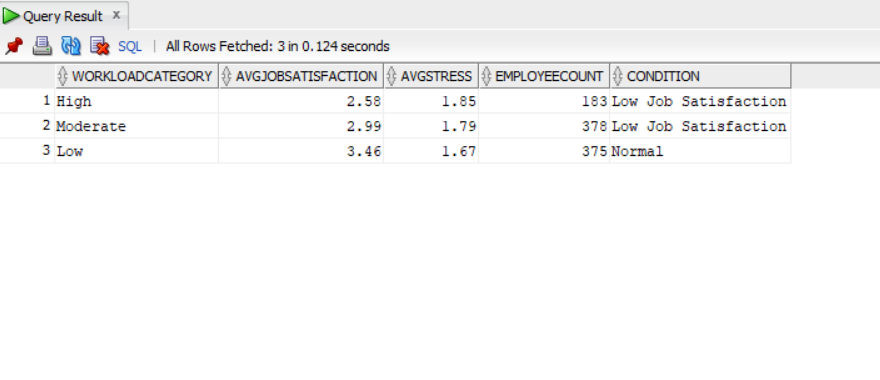 Query Result x
SQL | All Rows Fetched: 3 in 0.124 seconds
WORKLOADCATEGORY AVGJOBSATISFACTION AVGSTRESS EMPLOYEECOUNT CONDITION
1 High 2.58 1.85 183 Low Job Satisfaction
2 Moderate 2.99 1.79 378 Low Job Satisfaction
3 Low 3.46 1.67 375 Normal